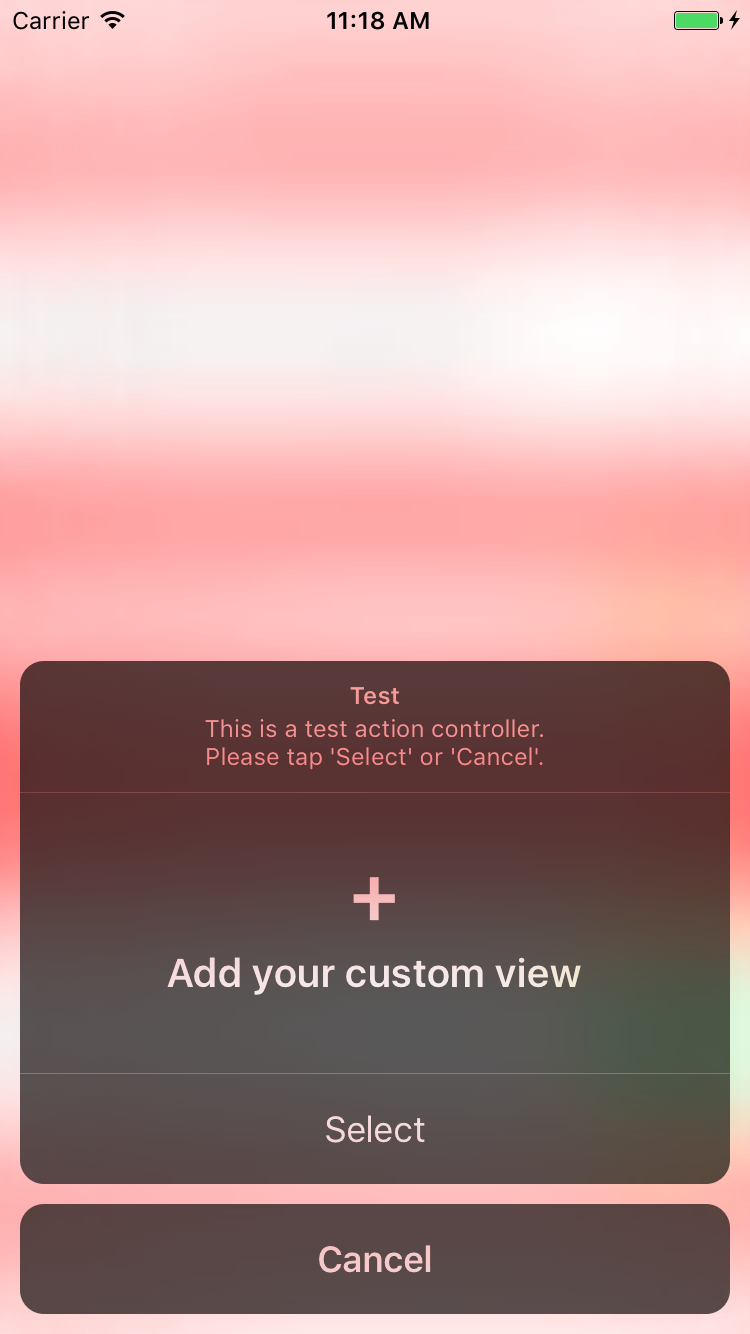 Carrier 11:18 AM
Test
This is a test action controller.
Please tap 'Select' or 'Cancel'.
+
Add your custom view
Select
Cancel